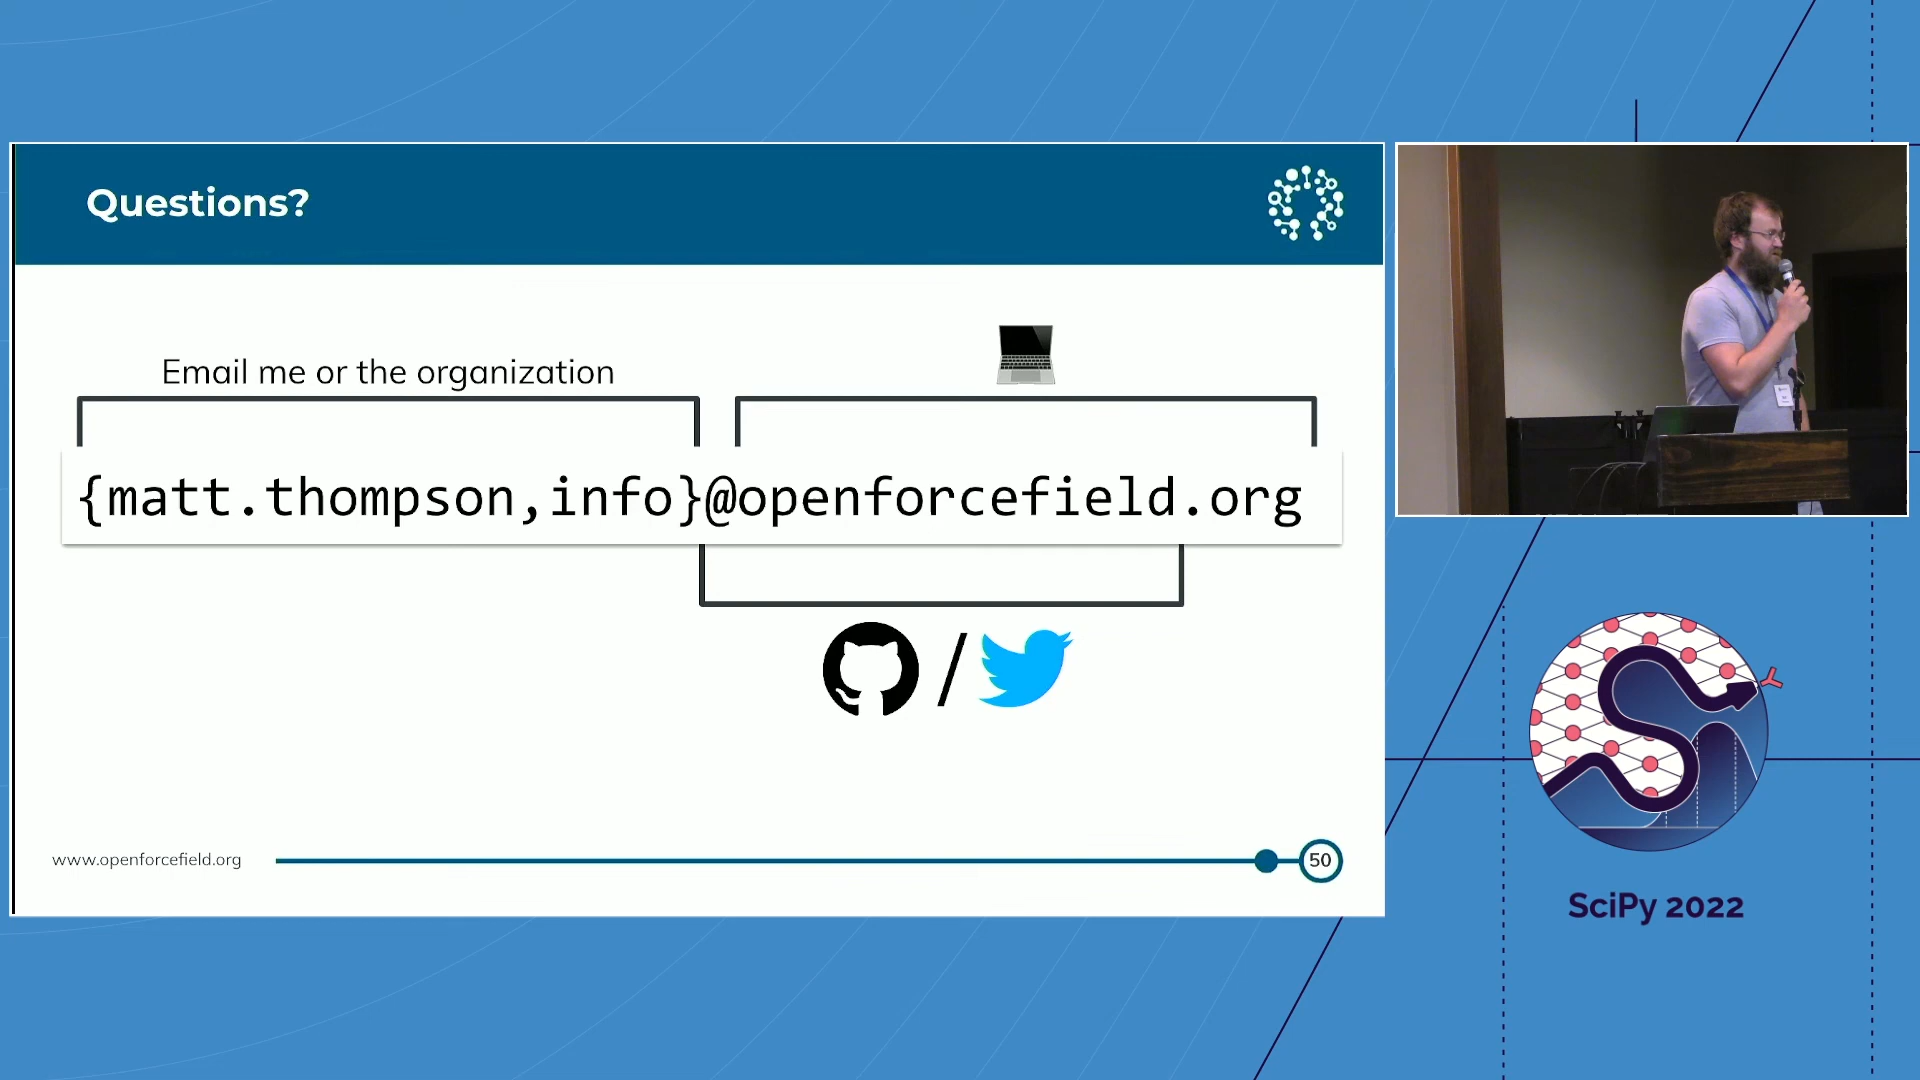 Questions?
Email me or the organization
{matt.thompson,info}@openforcefield.org
/
www.openforcefield.org
50
SciPy 2022